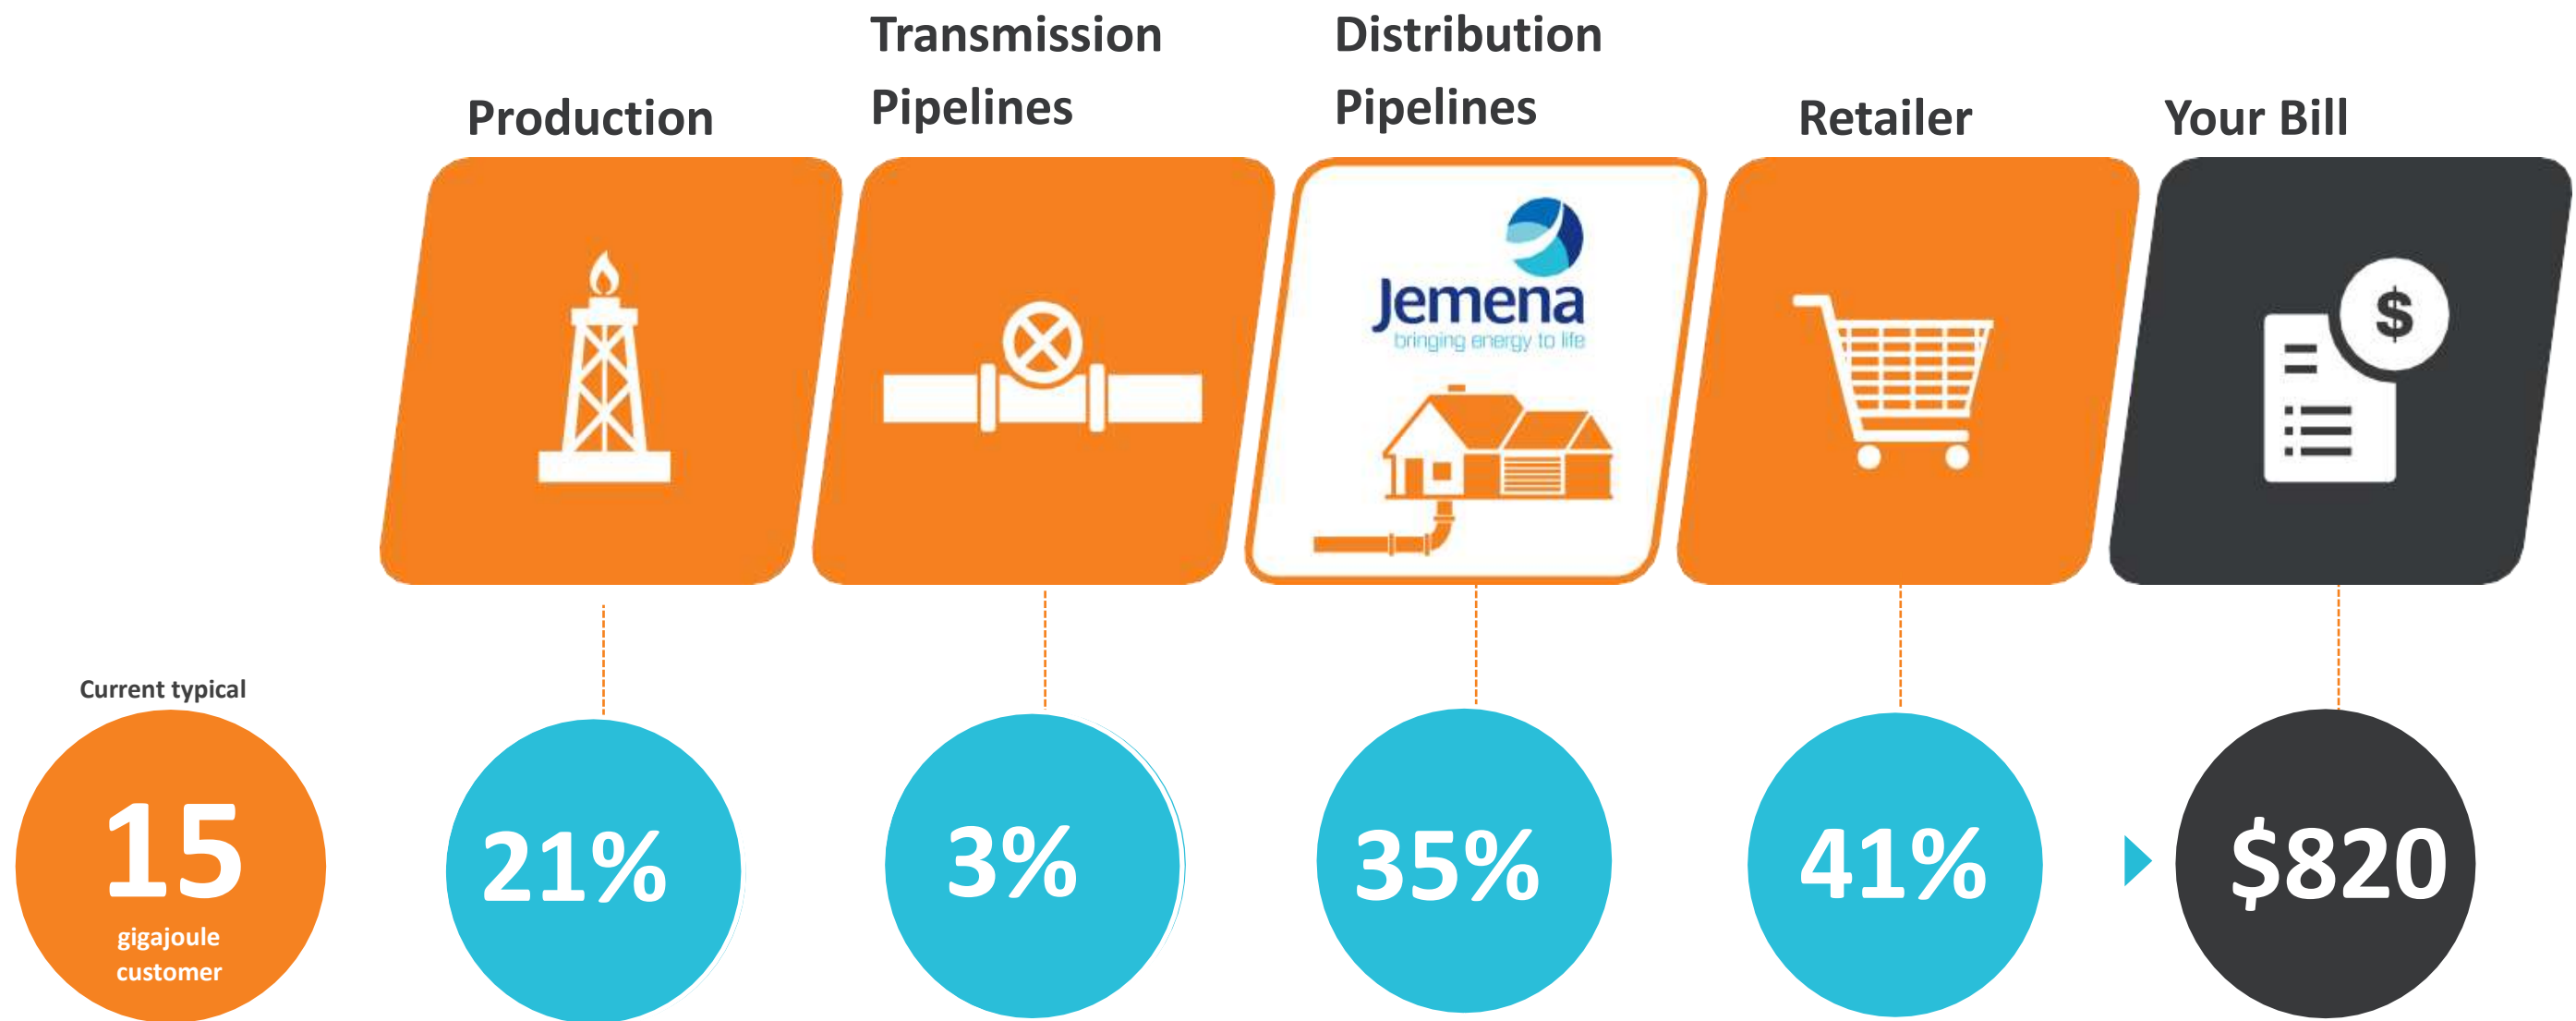 Transmission
Pipelines
Distribution
Pipelines
Production
Retailer
Your Bill
Jemena
bringing energy to life
$
Current typical
15
gigajoule
customer
21%
3%
35%
41%
$820